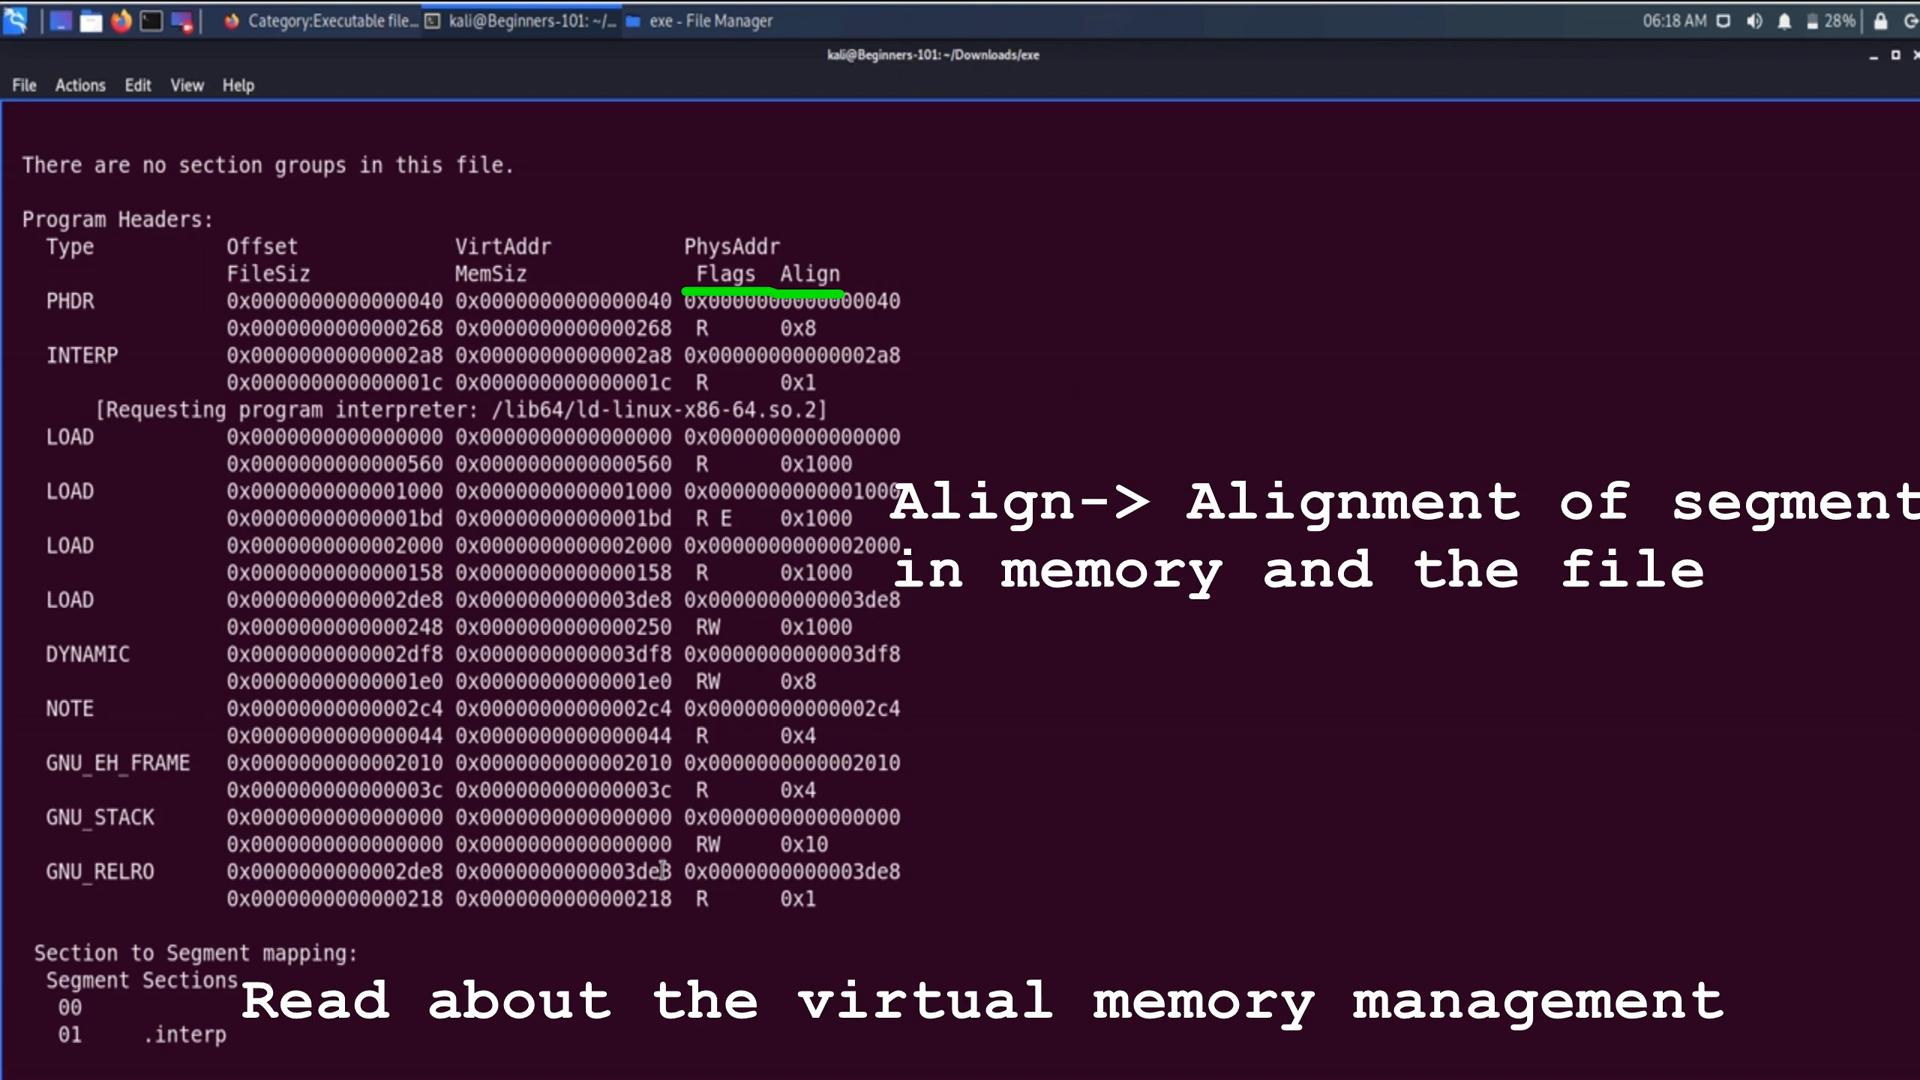 Category:Executable file... kali@Beginners-101: ~/... exe - File Manager 06:18 AM 28%
kali@Beginners-101: ~/Downloads/exe
File Actions Edit View Help
There are no section groups in this file.
Program Headers:
Type Offset VirtAddr PhysAddr
FileSiz MemSiz Flags Align
PHDR 0x0000000000000040 0x0000000000000040 0x0000000000000040
0x0000000000000268 0x0000000000000268 R 0x8
INTERP 0x00000000000002a8 0x00000000000002a8 0x00000000000002a8
0x000000000000001c 0x000000000000001c R 0x1
[Requesting program interpreter: /lib64/ld-linux-x86-64.so.2]
LOAD 0x0000000000000000 0x0000000000000000 0x0000000000000000
0x0000000000000560 0x0000000000000560 R 0x1000
LOAD 0x0000000000001000 0x0000000000001000 0x0000000000001000
0x00000000000001bd 0x00000000000001bd R E 0x1000
LOAD 0x0000000000002000 0x0000000000002000 0x0000000000002000
0x0000000000000158 0x0000000000000158 R 0x1000
LOAD 0x0000000000002de8 0x0000000000003de8 0x0000000000003de8
0x0000000000000248 0x0000000000000250 RW 0x1000
DYNAMIC 0x0000000000002df8 0x0000000000003df8 0x0000000000003df8
0x00000000000001e0 0x00000000000001e0 RW 0x8
NOTE 0x00000000000002c4 0x00000000000002c4 0x00000000000002c4
0x0000000000000044 0x0000000000000044 R 0x4
GNU_EH_FRAME 0x0000000000002010 0x0000000000002010 0x0000000000002010
0x000000000000003c 0x000000000000003c R 0x4
GNU_STACK 0x0000000000000000 0x0000000000000000 0x0000000000000000
0x0000000000000000 0x0000000000000000 RW 0x10
GNU_RELRO 0x0000000000002de8 0x0000000000003de8 0x0000000000003de8
0x0000000000000218 0x0000000000000218 R 0x1
Align-> Alignment of segment
in memory and the file
Section to Segment mapping:
Segment Sections
00
01 .interp
Read about the virtual memory management